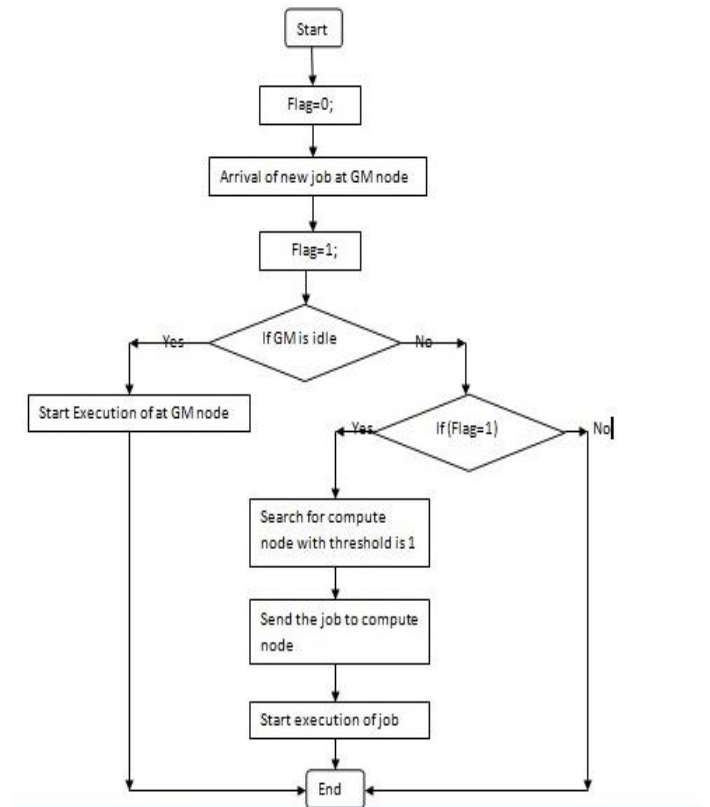 Start
Flag=0;
Arrival of new job at GM node
Flag=1;
If GM is idle
Yes
No
Start Execution of at GM node
If (Flag=1)
Yes
No
Search for compute
node with threshold is 1
Send the job to compute
node
Start execution of job
End